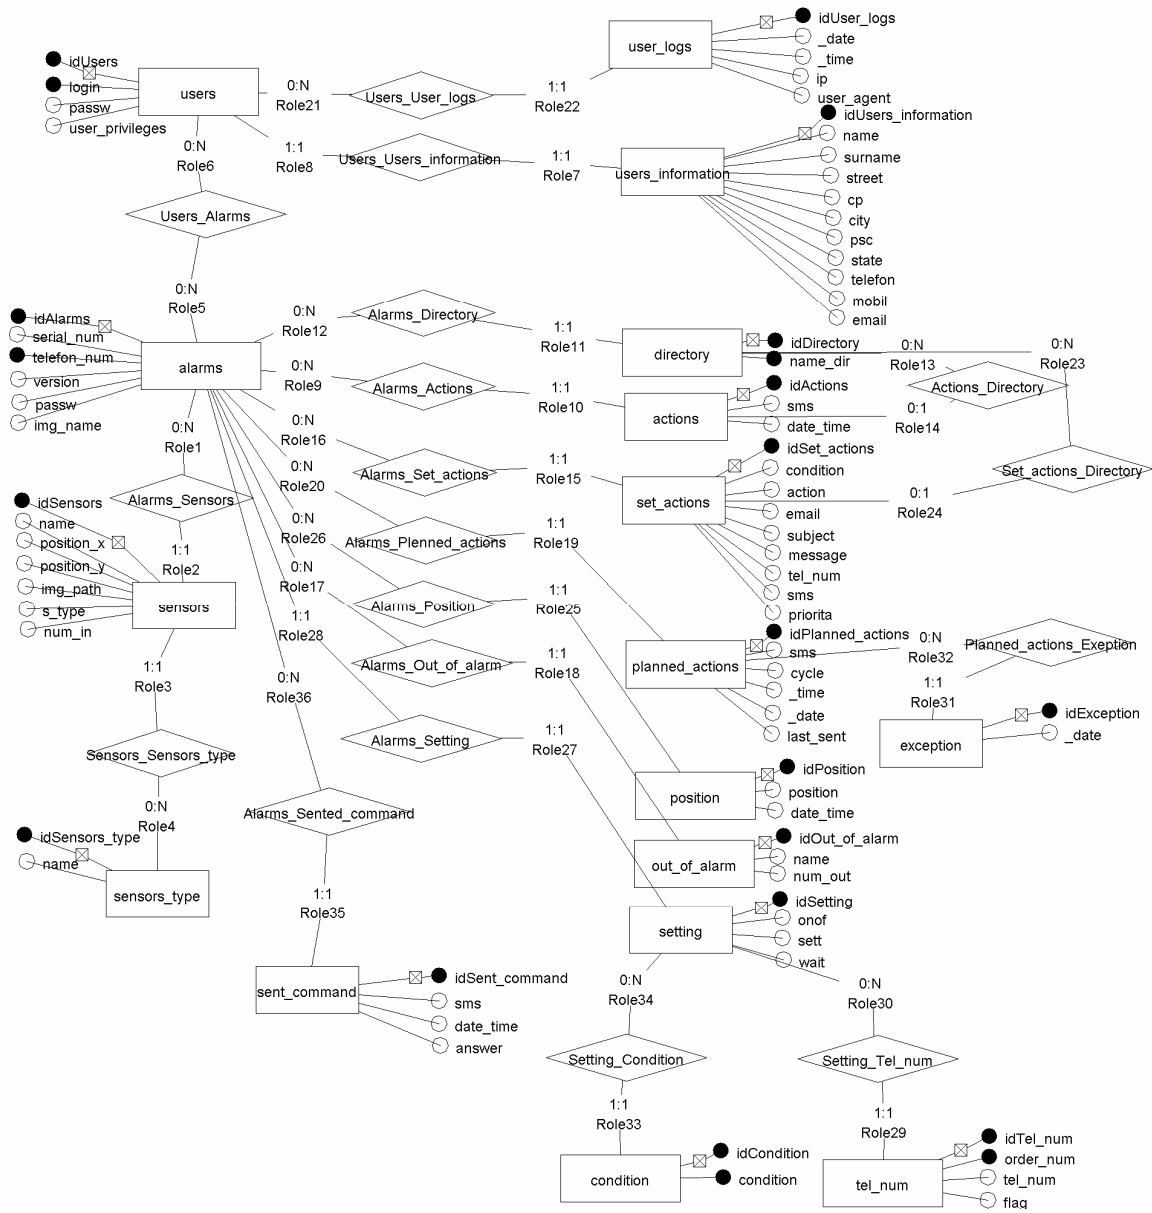 idUser_logs
_date
_time
ip
user_agent
user_logs
idUsers
login
passw
user_privileges
users
0:N
Role21
Users_User_logs
1:1
Role22
0:N
Role6
1:1
Role8
Users_Users_information
1:1
Role7
users_information
idUsers_information
name
surname
street
cp
city
psc
state
telefon
mobil
email
Users_Alarms
0:N
Role5
idAlarms
serial_num
telefon_num
version
passw
img_name
alarms
0:N
Role12
Alarms_Directory
1:1
Role11
directory
idDirectory
name_dir
0:N
Role13
0:N
Role23
0:N
Role9
Alarms_Actions
1:1
Role10
actions
idActions
sms
date_time
0:1
Role14
Actions_Directory
0:N
Role1
0:N
Role16
Alarms_Set_actions
1:1
Role15
set_actions
idSet_actions
condition
action
email
subject
message
tel_num
sms
priorita
0:1
Role24
Set_actions_Directory
Alarms_Sensors
0:N
Role20
Alarms_Plenned_actions
1:1
Role19
idSensors
name
position_x
position_y
img_path
s_type
num_in
1:1
Role2
sensors
0:N
Role26
Alarms_Position
1:1
Role25
0:N
Role17
Alarms_Out_of_alarm
1:1
Role18
1:1
Role28
Alarms_Setting
1:1
Role27
planned_actions
idPlanned_actions
sms
cycle
_time
_date
last_sent
0:N
Role32
Planned_actions_Exeption
1:1
Role31
exception
idException
_date
1:1
Role3
0:N
Role36
Sensors_Sensors_type
0:N
Role4
idSensors_type
name
sensors_type
Alarms_Sented_command
1:1
Role35
position
idPosition
position
date_time
out_of_alarm
idOut_of_alarm
name
num_out
setting
idSetting
onof
sett
wait
sent_command
idSent_command
sms
date_time
answer
0:N
Role34
0:N
Role30
Setting_Condition
Setting_Tel_num
1:1
Role33
1:1
Role29
condition
idCondition
condition
tel_num
idTel_num
order_num
tel_num
flag